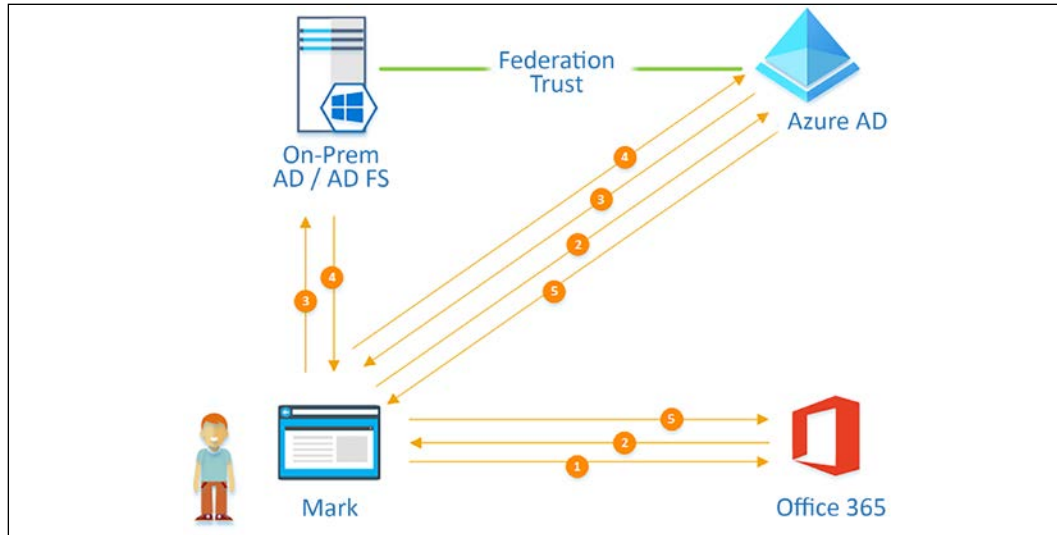 Federation
Trust
Azure AD
On-Prem
AD / AD FS
4
3
2
5
4
3
5
2
1
Mark
Office 365